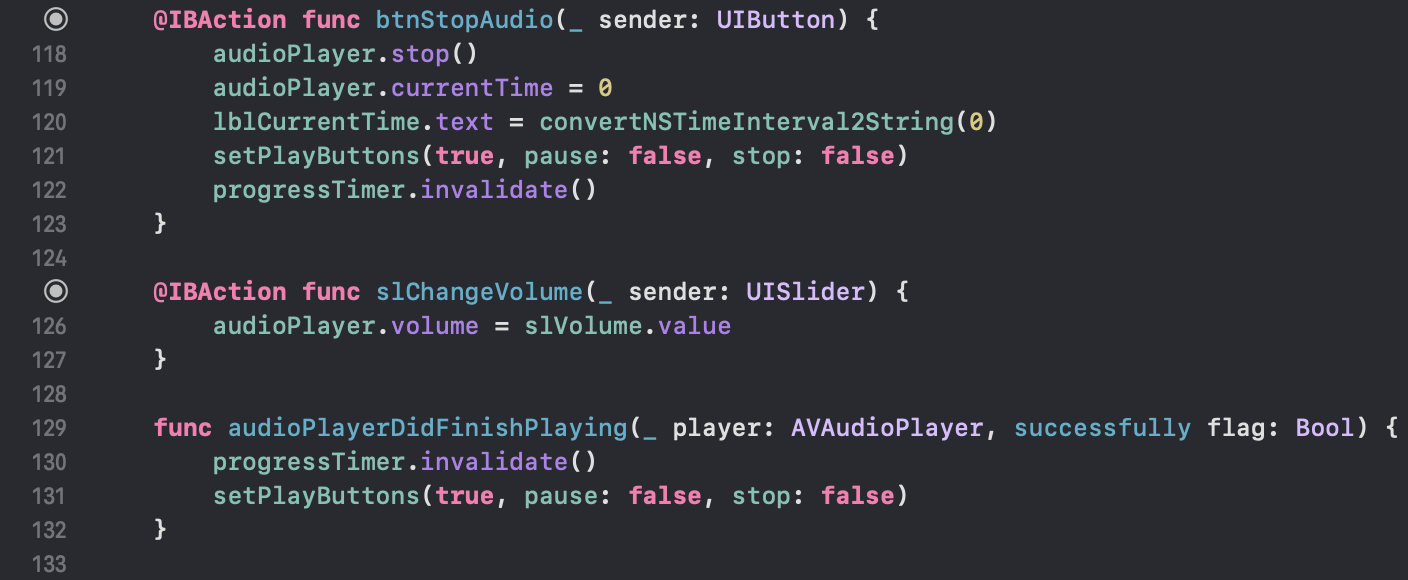 @IBAction func btnStopAudio(_ sender: UIButton) {
118 audioPlayer.stop()
119 audioPlayer.currentTime = 0
120 lblCurrentTime.text = convertNSTimeInterval2String(0)
121 setPlayButtons(true, pause: false, stop: false)
122 progressTimer.invalidate()
123 }
124
@IBAction func slChangeVolume(_ sender: UISlider) {
126 audioPlayer.volume = slVolume.value
127 }
128
129 func audioPlayerDidFinishPlaying(_ player: AVAudioPlayer, successfully flag: Bool) {
130 progressTimer.invalidate()
131 setPlayButtons(true, pause: false, stop: false)
132 }
133